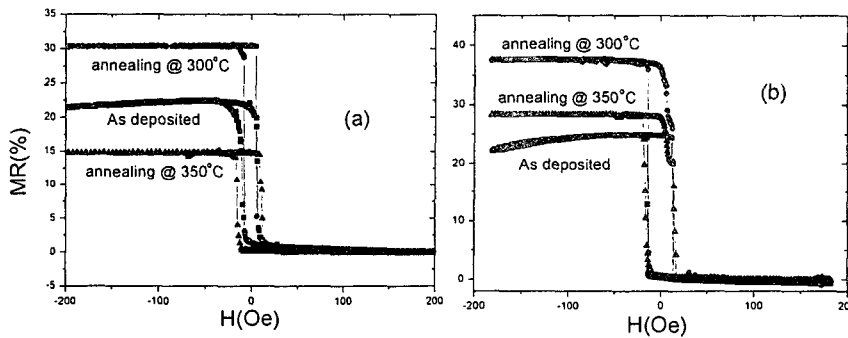 35
30
25
20
15
10
5
0
-5
MR(%)
annealing @ 300°C
As deposited
annealing @ 350°C
(a)
-200
-100
0
100
200
H(Oe)
40
30
20
10
0
annealing @ 300°C
annealing @ 350°C
As deposited
(b)
-200
-100
0
100
200
H(Oe)